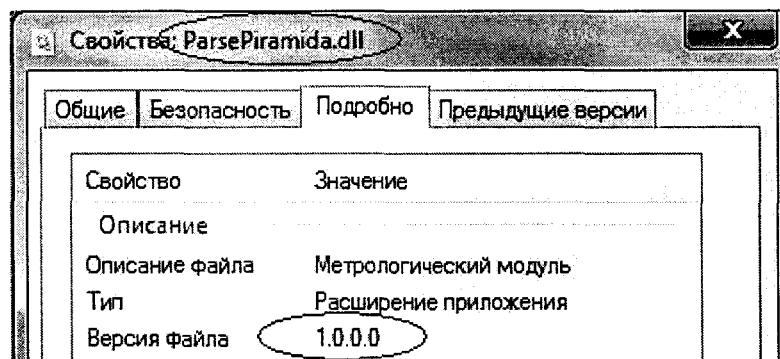 Свойства: ParsePiramida.dll
Общие Безопасность Подробно Предыдущие версии
Свойство Значение
Описание
Описание файла Метрологический модуль
Тип Расширение приложения
Версия файла 1.0.0.0